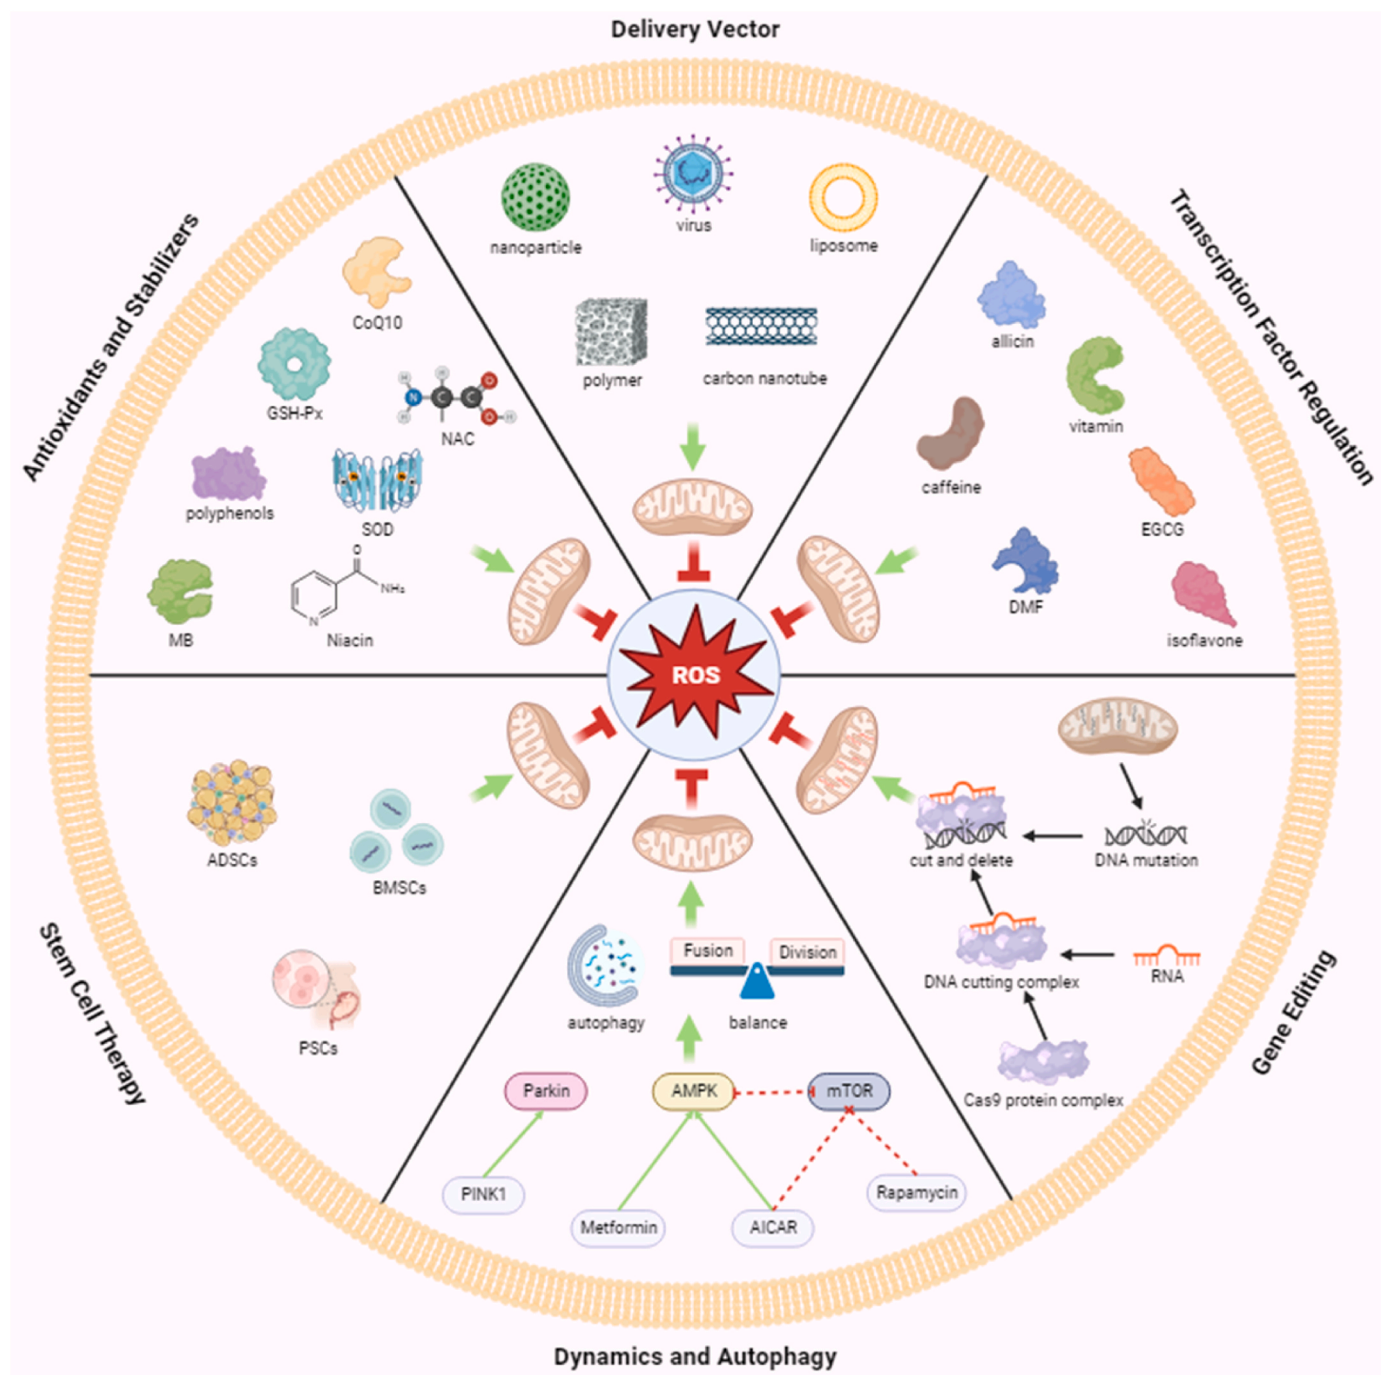 Delivery Vector
nanoparticle
virus
liposome
polymer
carbon nanotube
Transcription Factor Regulation
allicin
vitamin
caffeine
EGCG
DMF
isoflavone
Antioxidants and Stabilizers
CoQ10
GSH-Px
N
C
C
O
O
H
H
H
H
NAC
polyphenols
SOD
MB
O
NH₂
N
Niacin
ROS
Stem Cell Therapy
ADSCs
BMSCs
PSCs
Gene Editing
cut and delete
DNA mutation
DNA cutting complex
RNA
Cas9 protein complex
Fusion
Division
autophagy
balance
Parkin
AMPK
mTOR
PINK1
Metformin
AICAR
Rapamycin
Dynamics and Autophagy